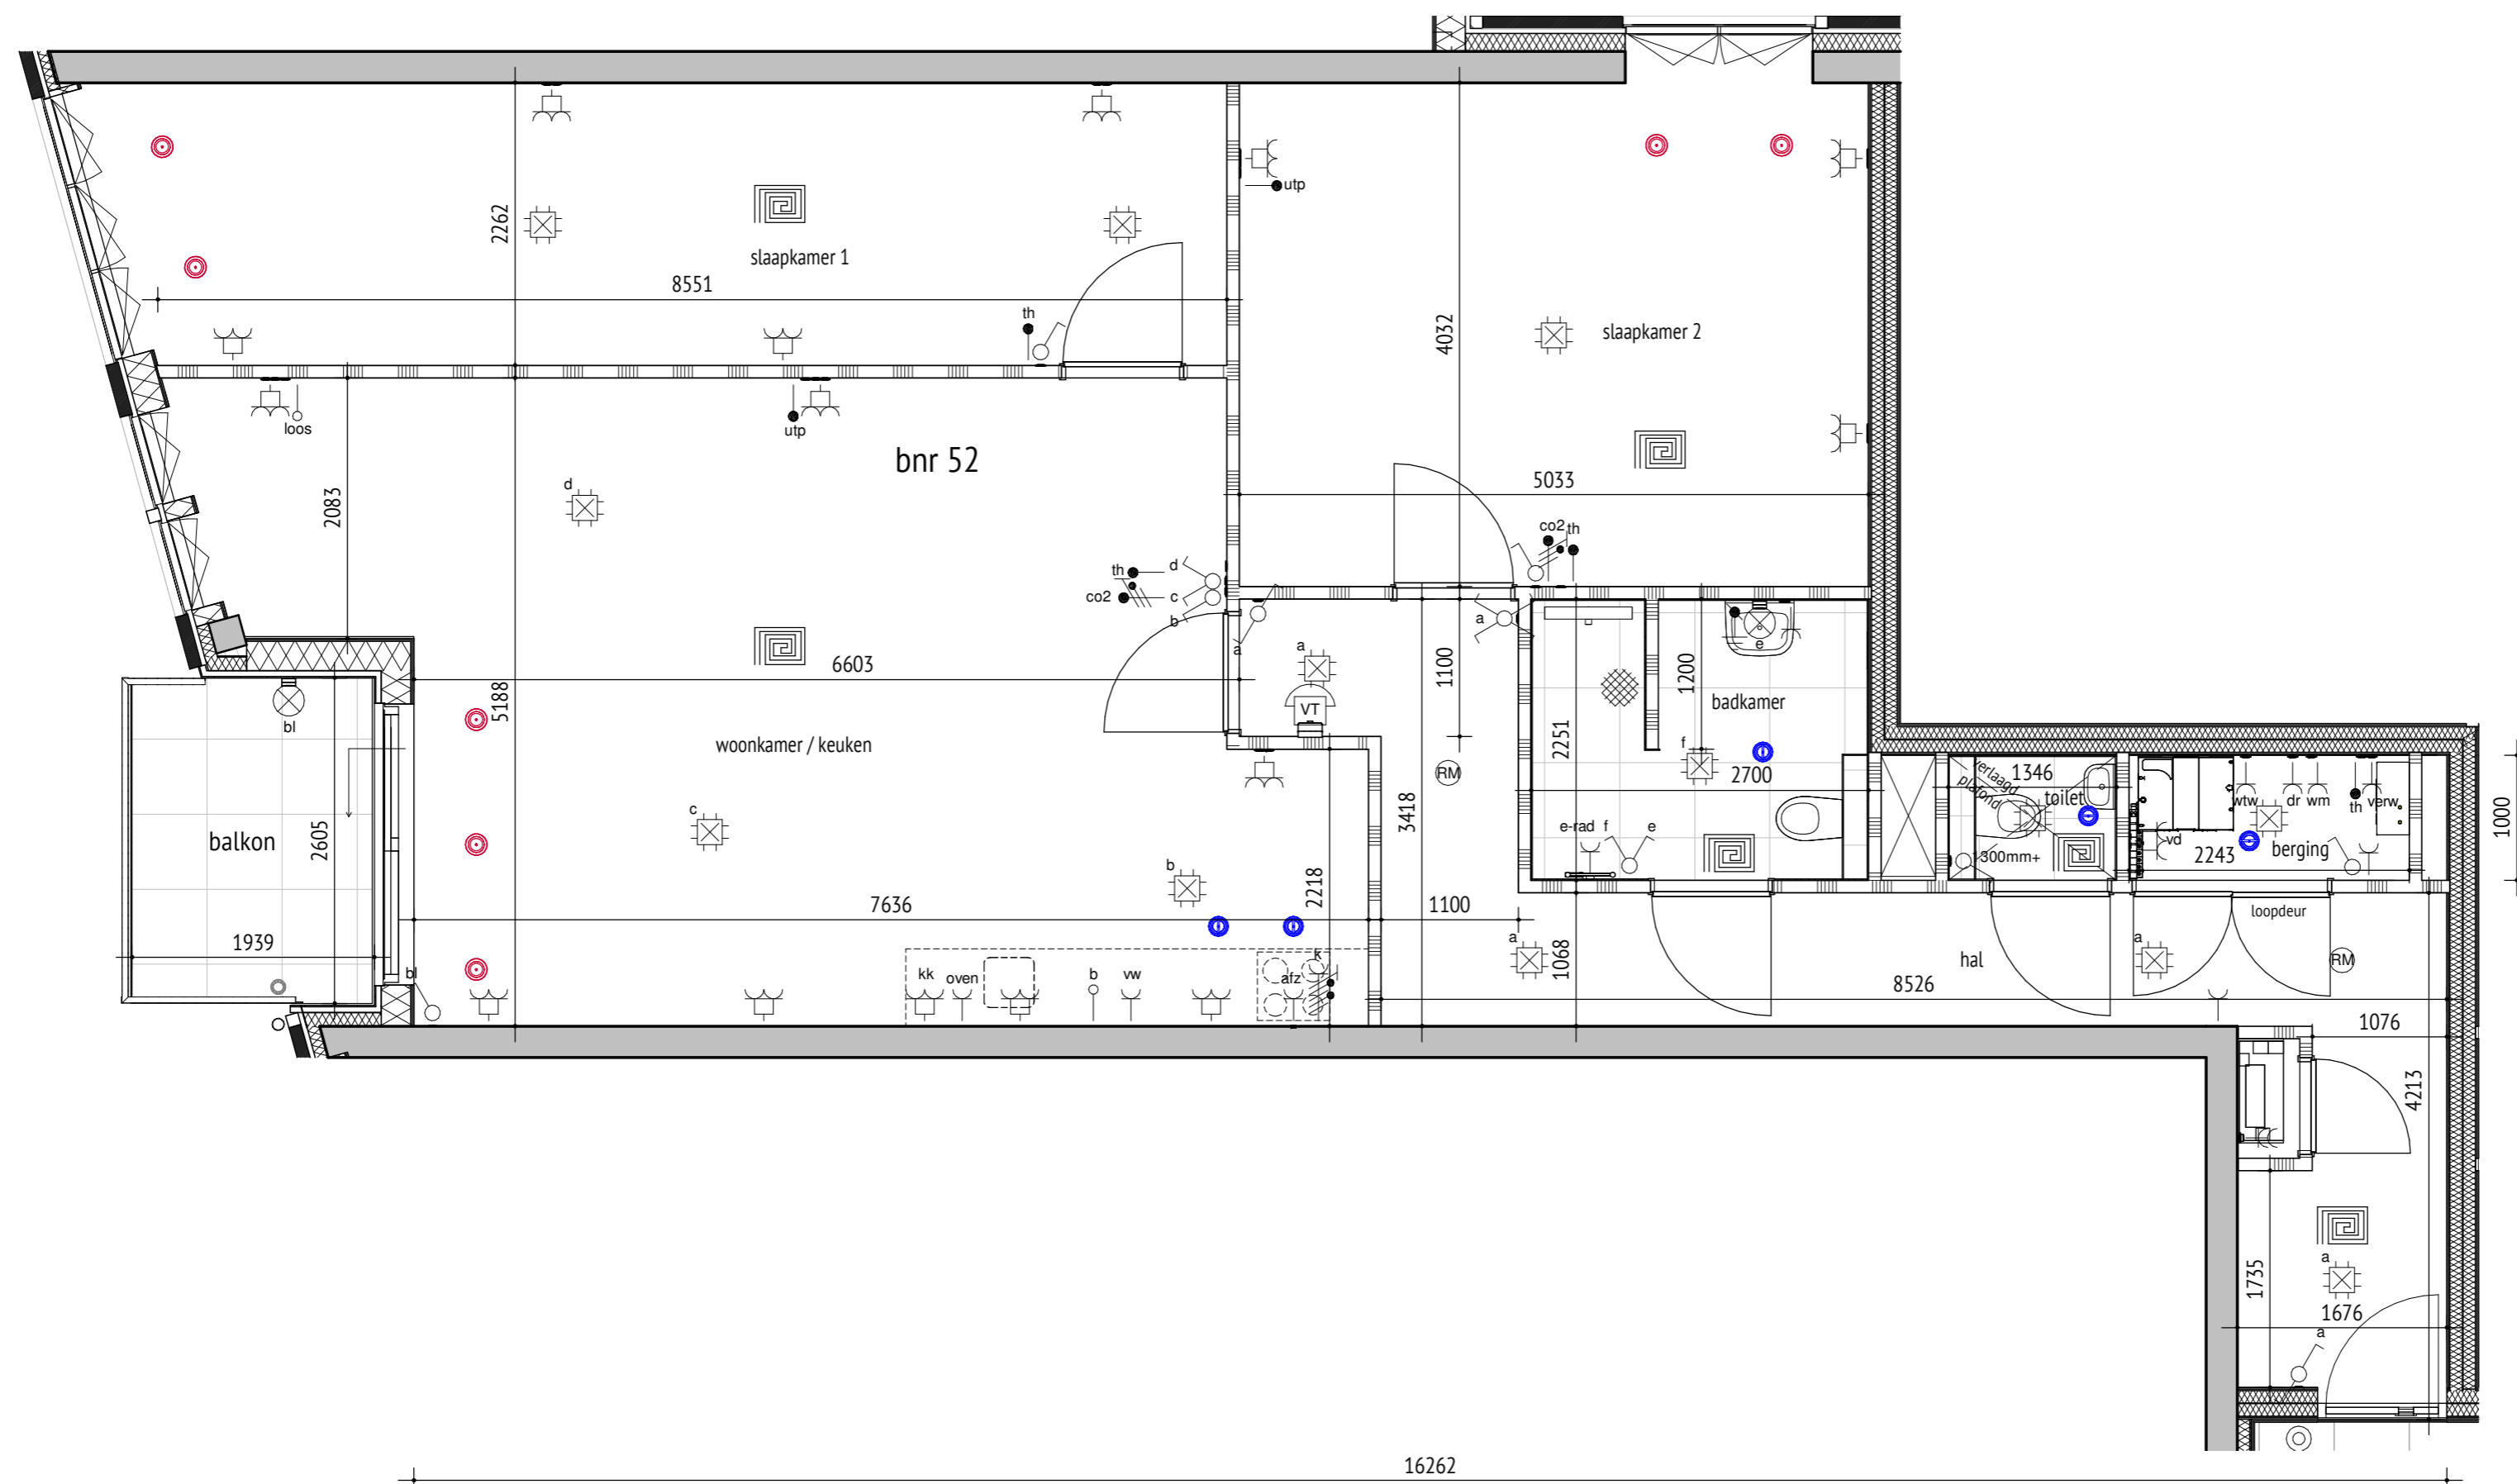 utp
2262
slaapkamer 1
8551
th
4032
slaapkamer 2
loos
utp
bnr 52
5033
d
2083
co2
th
th
d
co2
c
b
a
a
a
e
1100
1200
6603
5188
badkamer
bl
VT
woonkamer / keuken
2251
f
RM
2700
1346
verlaagd
plafond
toilet
wtw
dr
wm
th
verw
1000
c
balkon
2605
3418
e-rad
f
e
300mm+
vd
2243
berging
b
2218
7636
1100
loopdeur
1939
a
1068
hal
a
RM
bl
kk
oven
b
vw
afz
k
8526
1076
4213
a
1735
1676
a
16262